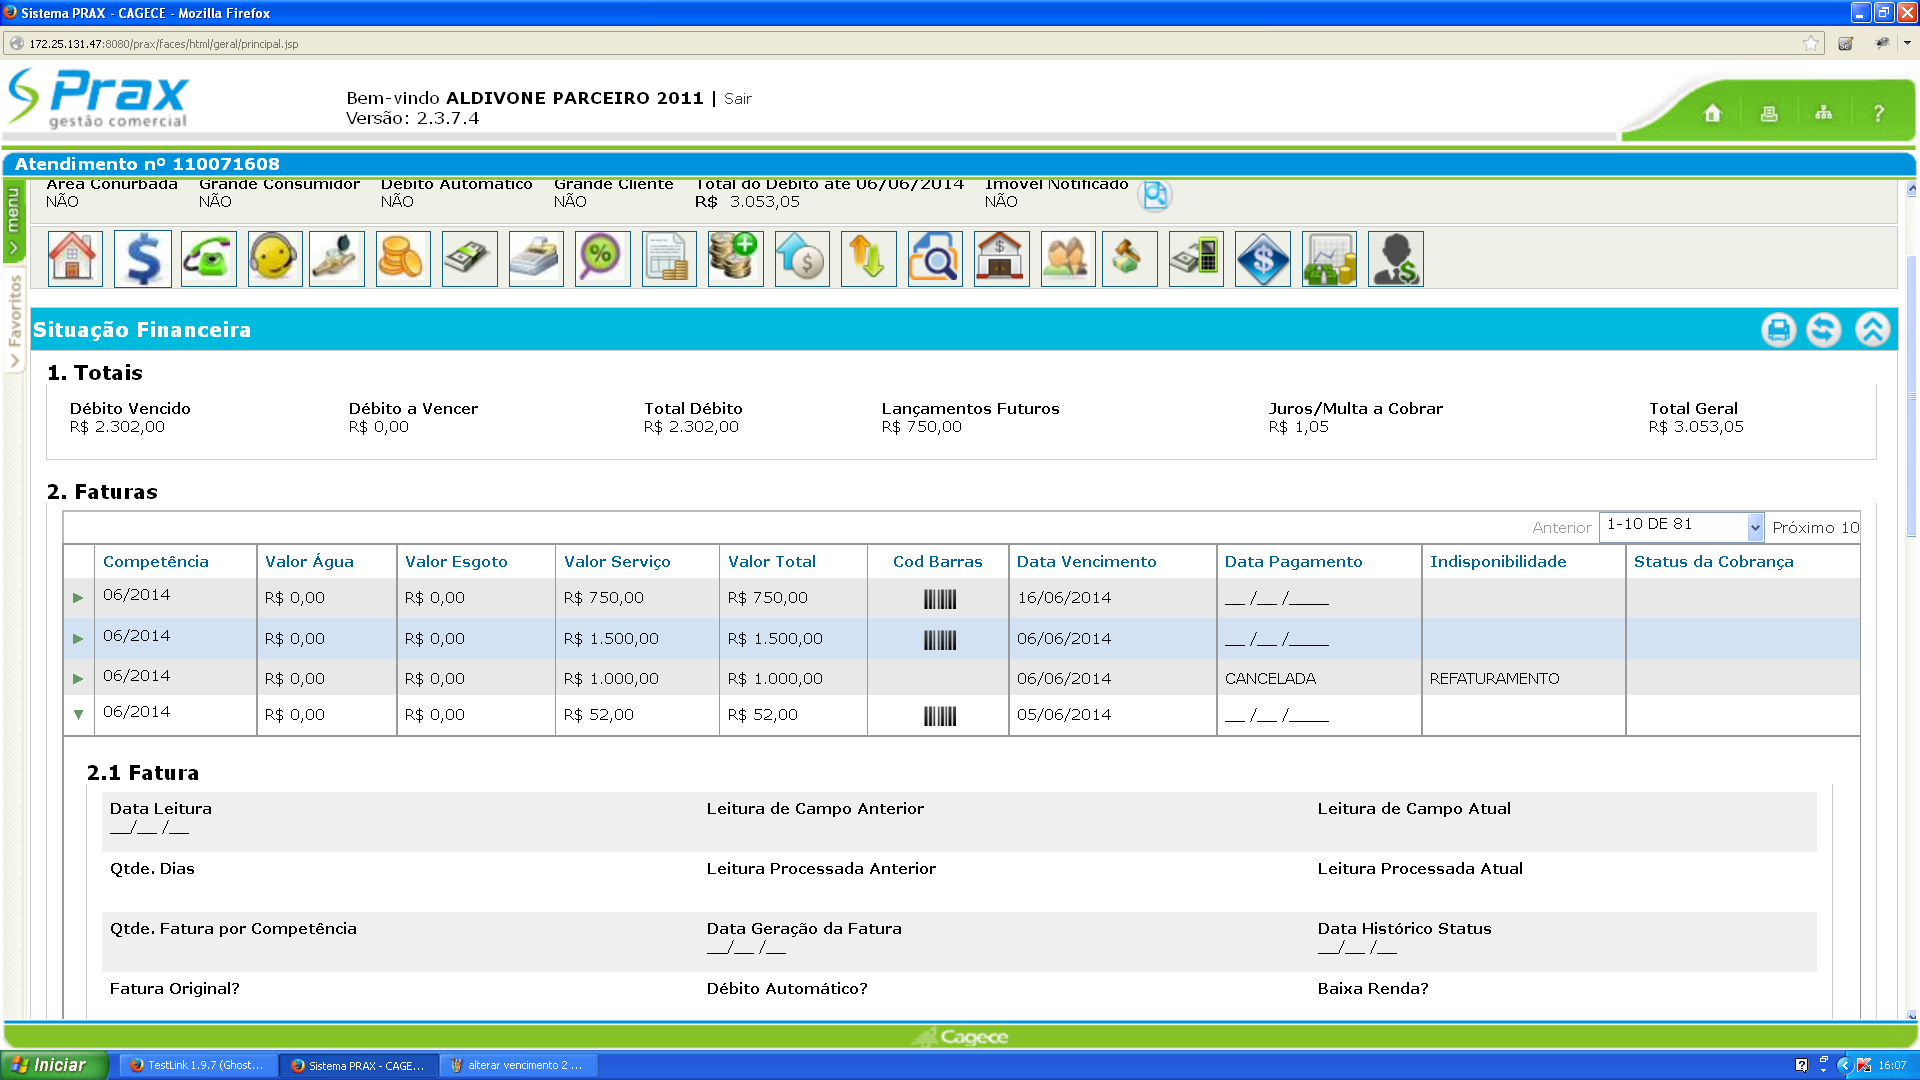 Sistema PRAX - CAGECE - Mozilla Firefox
172.25.131.47:8080/prax/faces/html/geral/principal.jsp
Prax
gestão comercial
Bem-vindo ALDIVONE PARCEIRO 2011 | Sair
Versão: 2.3.7.4
?
Atendimento nº 110071608
menu
Favoritos
Área Conurbada Grande Consumidor Débito Automático Grande Cliente Total do Débito até 06/06/2014 Imóvel Notificado
NÃO NÃO NÃO NÃO R$ 3.053,05 NÃO
Situação Financeira
1. Totais
Débito Vencido Débito a Vencer Total Débito Lançamentos Futuros Juros/Multa a Cobrar Total Geral
R$ 2.302,00 R$ 0,00 R$ 2.302,00 R$ 750,00 R$ 1,05 R$ 3.053,05
2. Faturas
Anterior 1-10 DE 81 Próximo 10
Competência Valor Água Valor Esgoto Valor Serviço Valor Total Cod Barras Data Vencimento Data Pagamento Indisponibilidade Status da Cobrança
06/2014 R$ 0,00 R$ 0,00 R$ 750,00 R$ 750,00 16/06/2014 __ /__ /____
06/2014 R$ 0,00 R$ 0,00 R$ 1.500,00 R$ 1.500,00 06/06/2014 __ /__ /____
06/2014 R$ 0,00 R$ 0,00 R$ 1.000,00 R$ 1.000,00 06/06/2014 CANCELADA REFATURAMENTO
06/2014 R$ 0,00 R$ 0,00 R$ 52,00 R$ 52,00 05/06/2014 __ /__ /____
2.1 Fatura
Data Leitura Leitura de Campo Anterior Leitura de Campo Atual
__/__ /__
Qtde. Dias Leitura Processada Anterior Leitura Processada Atual
Qtde. Fatura por Competência Data Geração da Fatura Data Histórico Status
__/__ /__ __/__ /__
Fatura Original? Débito Automático? Baixa Renda?
Cagece
Iniciar TestLink 1.9.7 (Ghost... Sistema PRAX - CAGE... alterar vencimento 2 ... 16:07